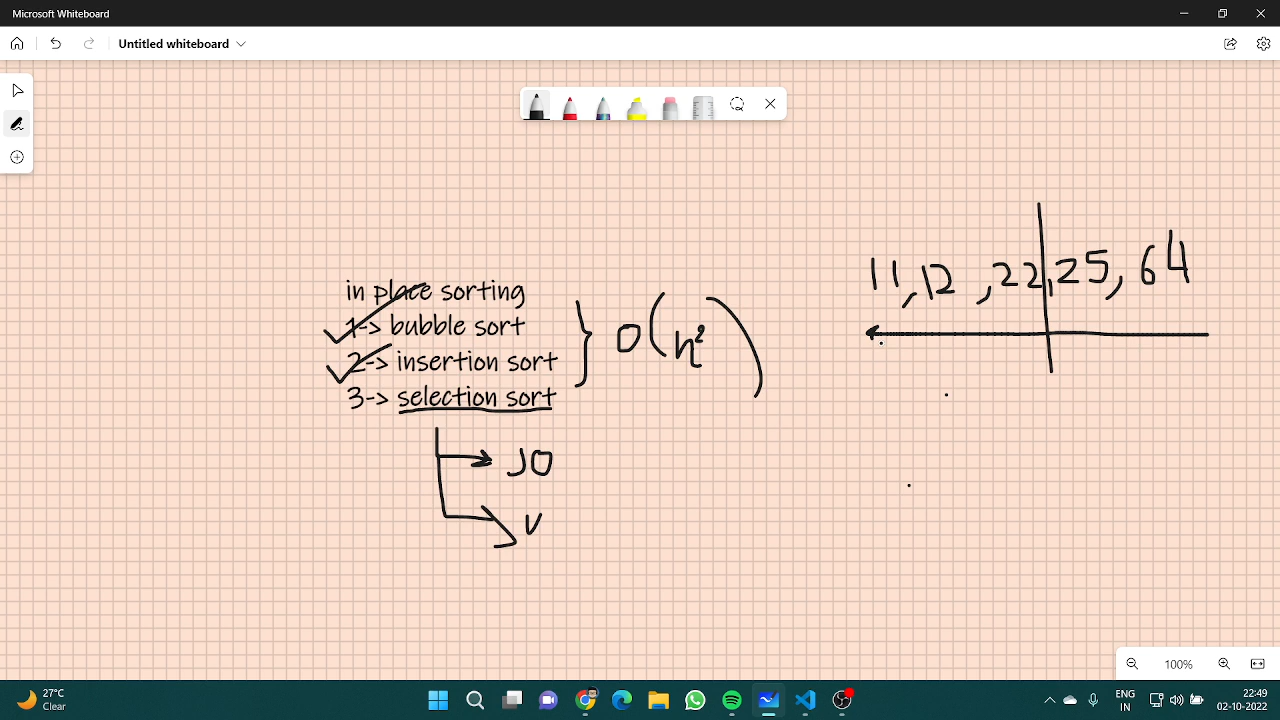 Microsoft Whiteboard
Untitled whiteboard
in place sorting
1-> bubble sort
2-> insertion sort
3-> selection sort
O(n²)
11, 12, 22, 25, 64
100%
27°C
Clear
ENG
IN
22:49
02-10-2022